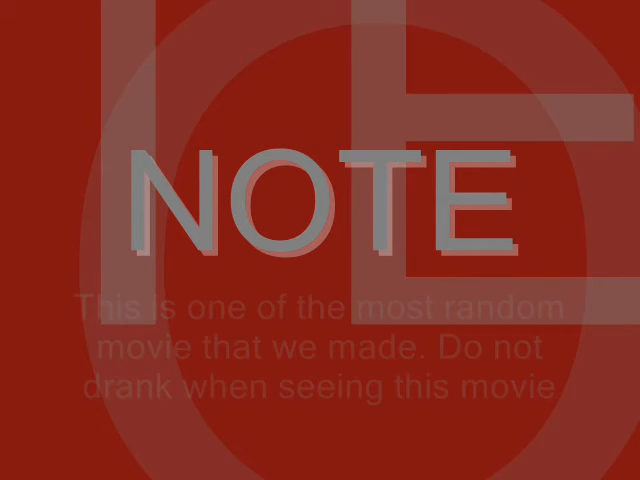 NOTE
This is one of the most random
movie that we made. Do not
drank when seeing this movie